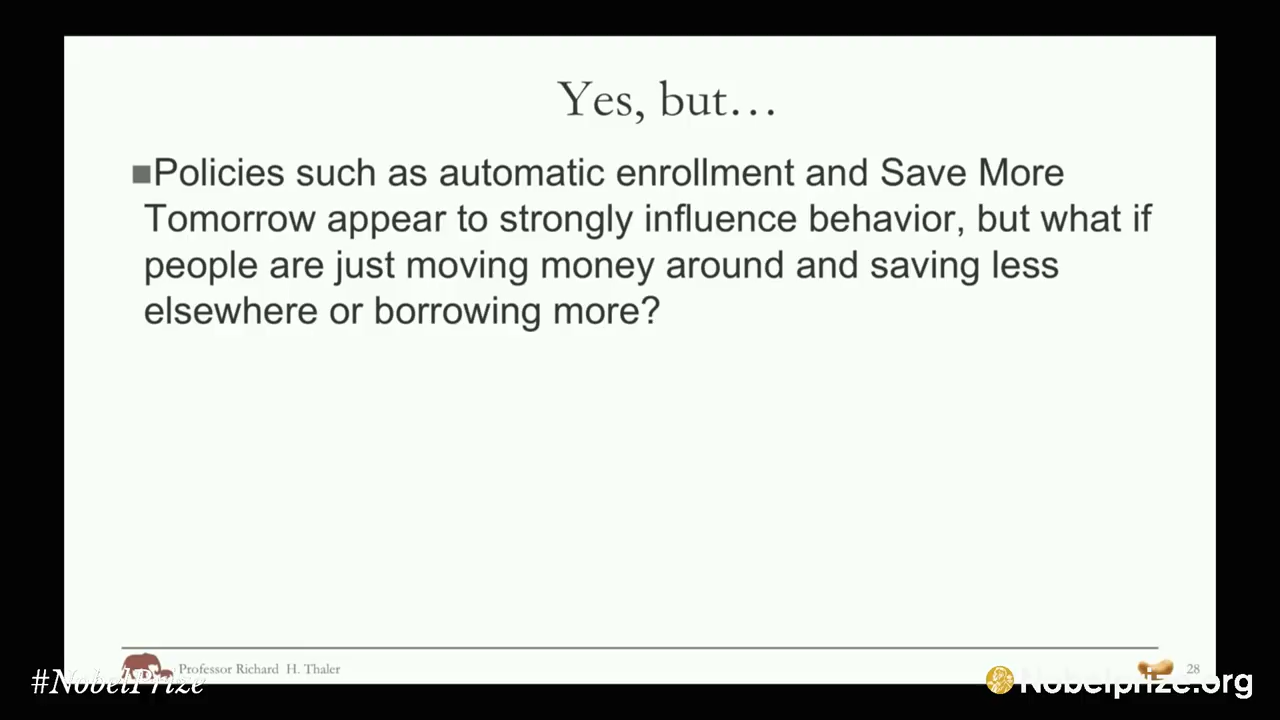 Yes, but…
■Policies such as automatic enrollment and Save More
Tomorrow appear to strongly influence behavior, but what if
people are just moving money around and saving less
elsewhere or borrowing more?
Professor Richard H. Thaler
28
#NobelPrize
Nobelprize.org